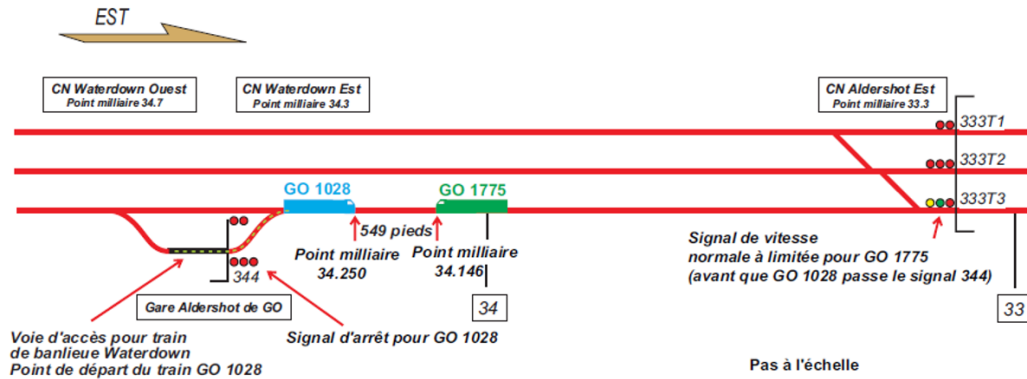 EST
CN Waterdown Ouest
Point milliaire 34.7
CN Waterdown Est
Point milliaire 34.3
CN Aldershot Est
Point milliaire 33.3
333T1
333T2
333T3
GO 1028
GO 1775
549 pieds
Point milliaire
34.250
Point milliaire
34.146
344
34
33
Gare Aldershot de GO
Signal de vitesse
normale à limitée pour GO 1775
(avant que GO 1028 passe le signal 344)
Voie d'accès pour train
de banlieue Waterdown
Point de départ du train GO 1028
Signal d'arrêt pour GO 1028
Pas à l'échelle